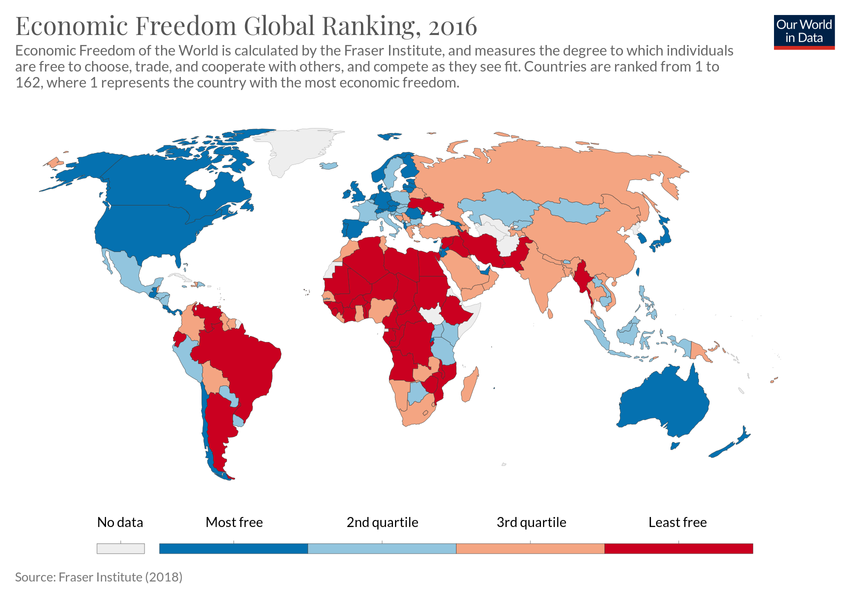 Economic Freedom Global Ranking, 2016
Our World
in Data
Economic Freedom of the World is calculated by the Fraser Institute, and measures the degree to which individuals
are free to choose, trade, and cooperate with others, and compete as they see fit. Countries are ranked from 1 to
162, where 1 represents the country with the most economic freedom.
No data
Most free
2nd quartile
3rd quartile
Least free
Source: Fraser Institute (2018)